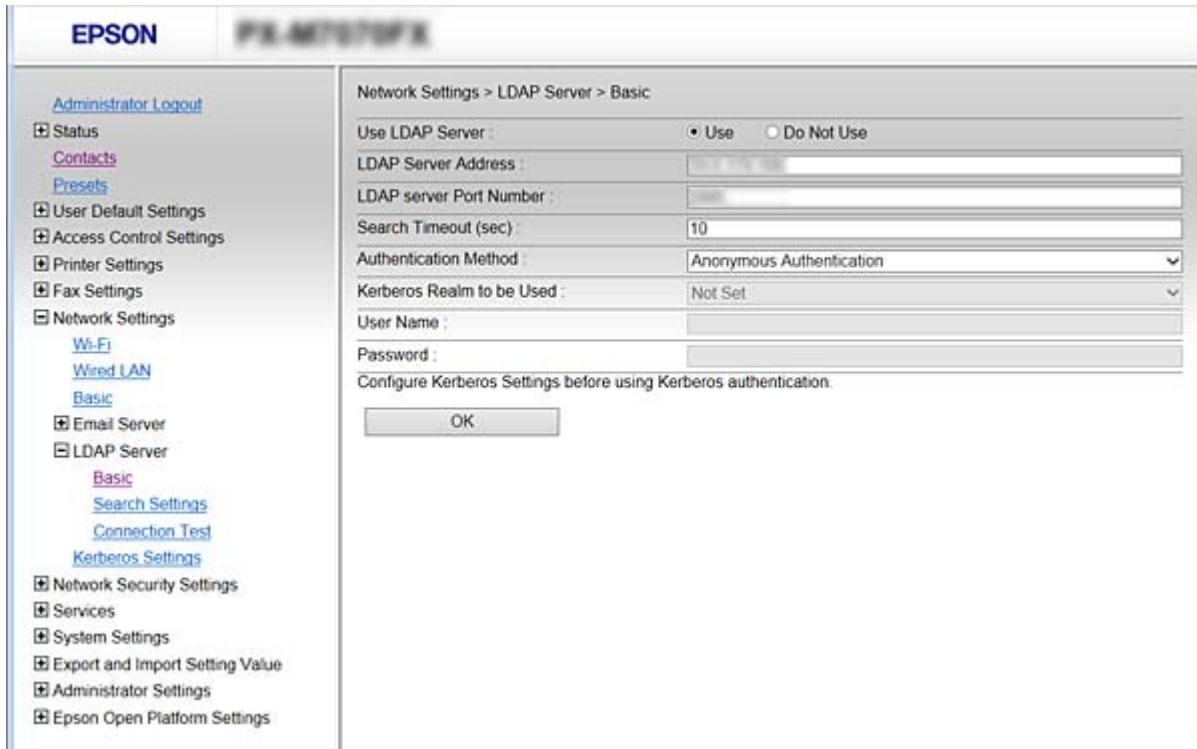 EPSON
PX-M7070FX
Administrator Logout
Status
Contacts
Presets
User Default Settings
Access Control Settings
Printer Settings
Fax Settings
Network Settings
Wi-Fi
Wired LAN
Basic
Email Server
LDAP Server
Basic
Search Settings
Connection Test
Kerberos Settings
Network Security Settings
Services
System Settings
Export and Import Setting Value
Administrator Settings
Epson Open Platform Settings
Network Settings > LDAP Server > Basic
Use LDAP Server : Use Do Not Use
LDAP Server Address :
LDAP server Port Number :
Search Timeout (sec) : 10
Authentication Method : Anonymous Authentication
Kerberos Realm to be Used : Not Set
User Name :
Password :
Configure Kerberos Settings before using Kerberos authentication.
OK